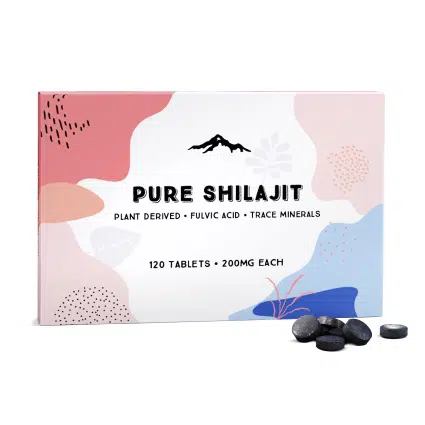 PURE SHILAJIT
PLANT DERIVED • FULVIC ACID • TRACE MINERALS
120 TABLETS • 200MG EACH